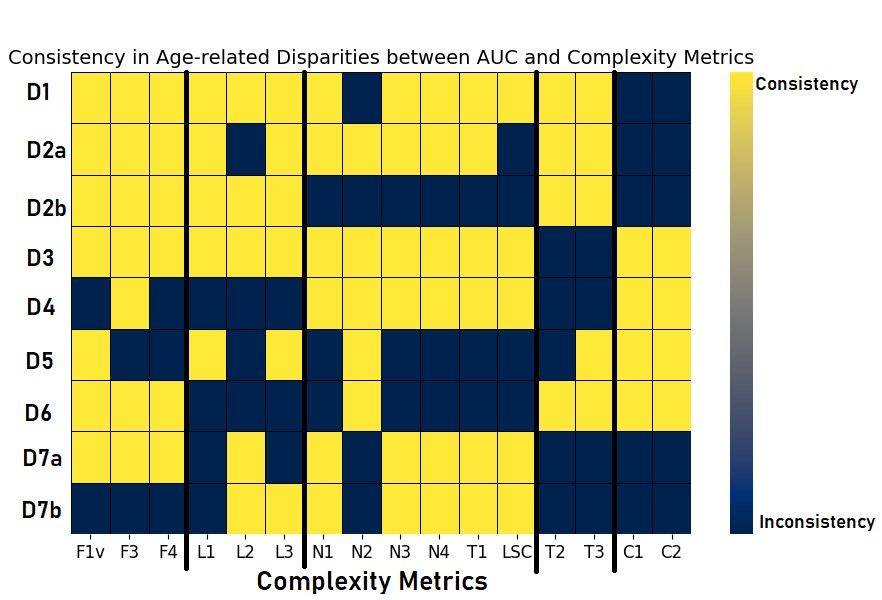 Consistency in Age-related Disparities between AUC and Complexity Metrics
D1
D2a
D2b
D3
D4
D5
D6
D7a
D7b
F1v F3 F4 L1 L2 L3 N1 N2 N3 N4 T1 LSC T2 T3 C1 C2
Complexity Metrics
Consistency
Inconsistency